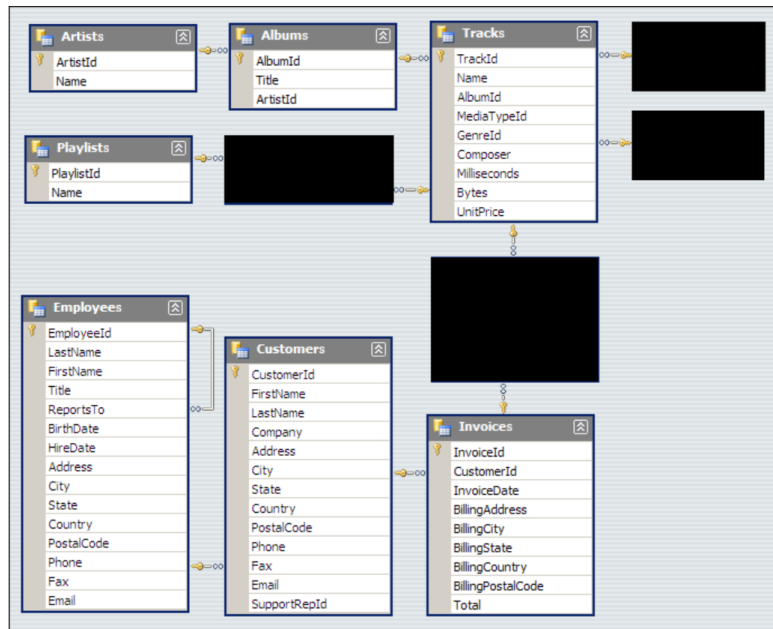 Artists
ArtistId
Name
Albums
AlbumId
Title
ArtistId
Tracks
TrackId
Name
AlbumId
MediaTypeId
GenreId
Composer
Milliseconds
Bytes
UnitPrice
Playlists
PlaylistId
Name
Employees
EmployeeId
LastName
FirstName
Title
ReportsTo
BirthDate
HireDate
Address
City
State
Country
PostalCode
Phone
Fax
Email
Customers
CustomerId
FirstName
LastName
Company
Address
City
State
Country
PostalCode
Phone
Fax
Email
SupportRepId
Invoices
InvoiceId
CustomerId
InvoiceDate
BillingAddress
BillingCity
BillingState
BillingCountry
BillingPostalCode
Total